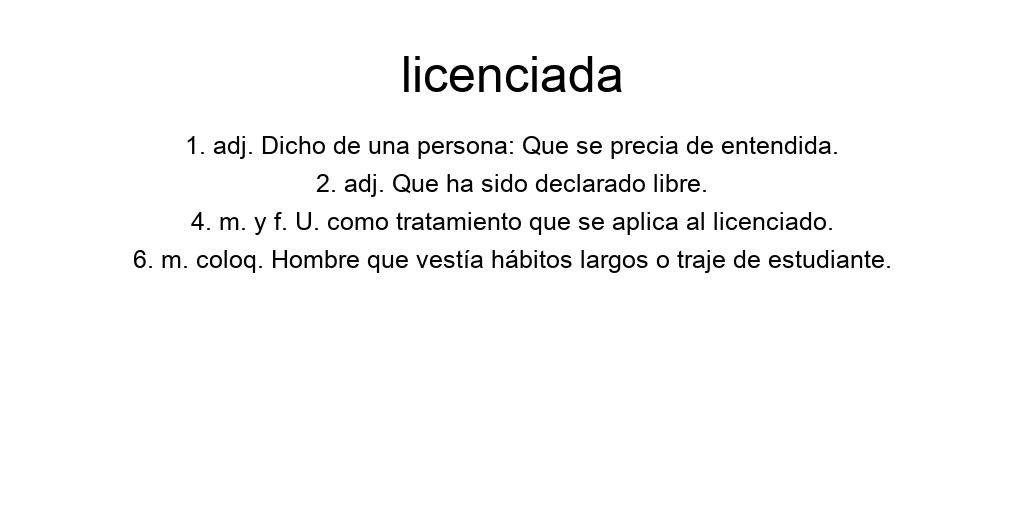 licenciada
1. adj. Dicho de una persona: Que se precia de entendida.
2. adj. Que ha sido declarado libre.
4. m. y f. U. como tratamiento que se aplica al licenciado.
6. m. coloq. Hombre que vestía hábitos largos o traje de estudiante.